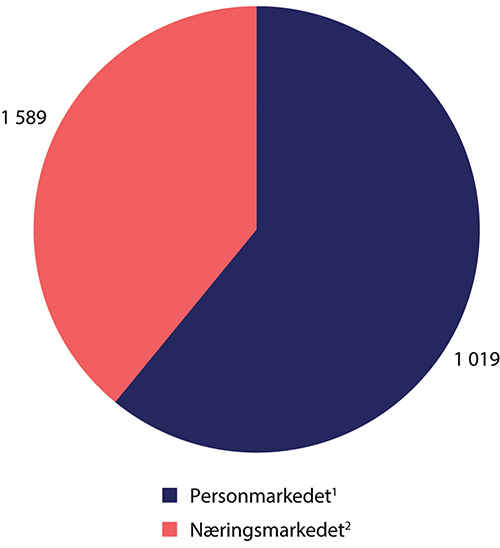 1 589
1 019
Personmarkedet¹
Næringsmarkedet²